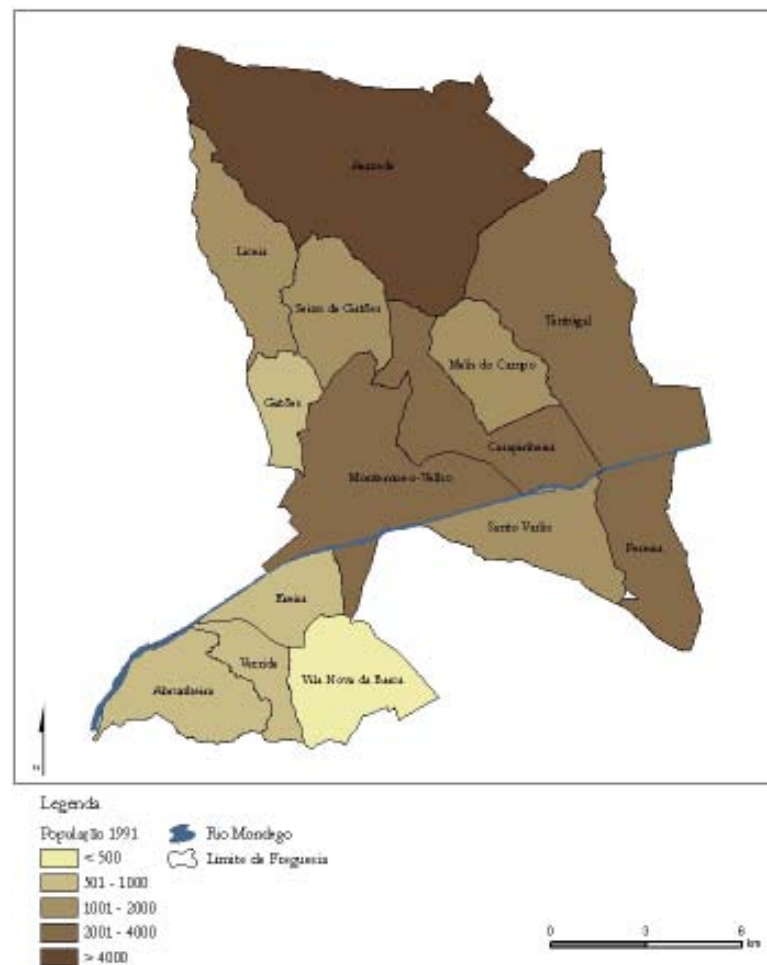 Arazede
Liceia
Seixo de Gatões
Tentúgal
Meãs do Campo
Gatões
Carapinheira
Montemor-o-Velho
Santo Varão
Pereira
Ereira
Verride
Vila Nova da Barca
Abrunheira
N
Legenda
População 1991
Rio Mondego
< 500
Limite de Freguesia
501 - 1000
1001 - 2000
2001 - 4000
> 4000
0 3 6
km